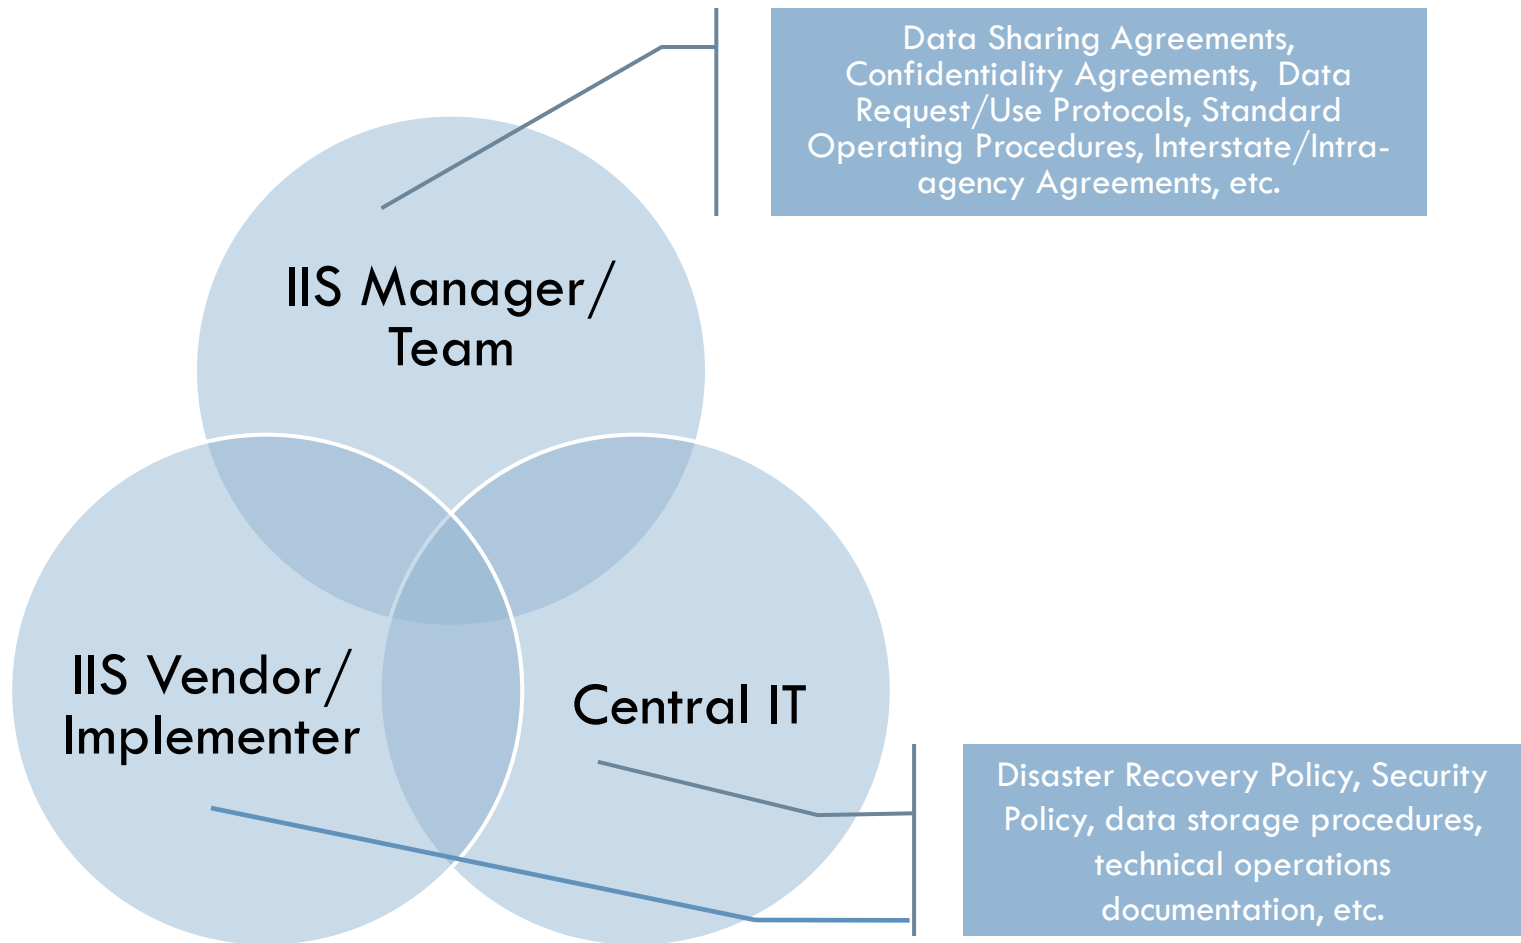 Data Sharing Agreements,
Confidentiality Agreements,  Data
Request/Use Protocols, Standard
Operating Procedures, Interstate/Intra-
agency Agreements, etc.
IIS Manager/
Team
IIS Vendor/
Implementer
Central IT
Disaster Recovery Policy, Security
Policy, data storage procedures,
technical operations
documentation, etc.